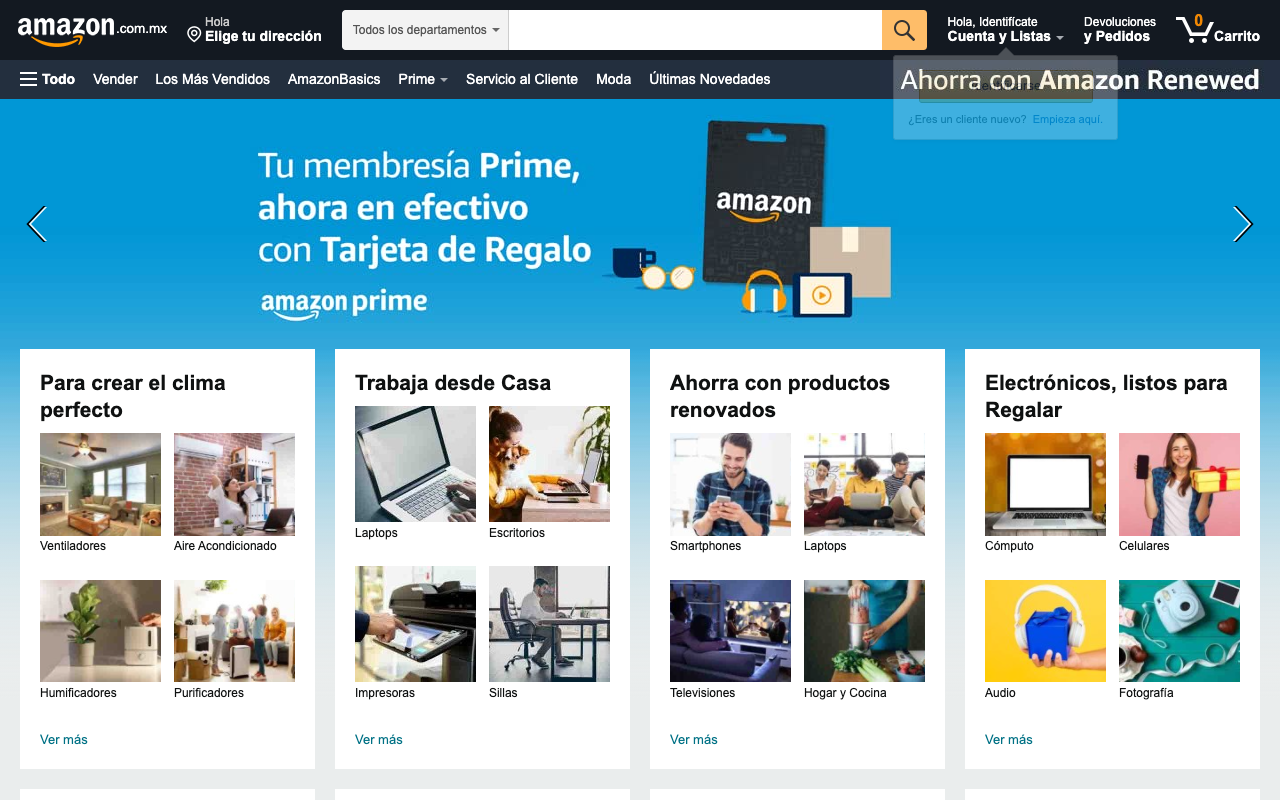 amazon.com.mx
Hola
Elige tu dirección
Todos los departamentos
Hola, Identifícate
Cuenta y Listas
Devoluciones
y Pedidos
0
Carrito
Todo
Vender
Los Más Vendidos
AmazonBasics
Prime
Servicio al Cliente
Moda
Últimas Novedades
Ahorra con Amazon Renewed
¿Eres un cliente nuevo? Empieza aquí.
Tu membresía Prime,
ahora en efectivo
con Tarjeta de Regalo
amazon prime
amazon
Para crear el clima
perfecto
Ventiladores
Aire Acondicionado
Humificadores
Purificadores
Ver más
Trabaja desde Casa
Laptops
Escritorios
Impresoras
Sillas
Ver más
Ahorra con productos
renovados
Smartphones
Laptops
Televisiones
Hogar y Cocina
Ver más
Electrónicos, listos para
Regalar
Cómputo
Celulares
Audio
Fotografía
Ver más